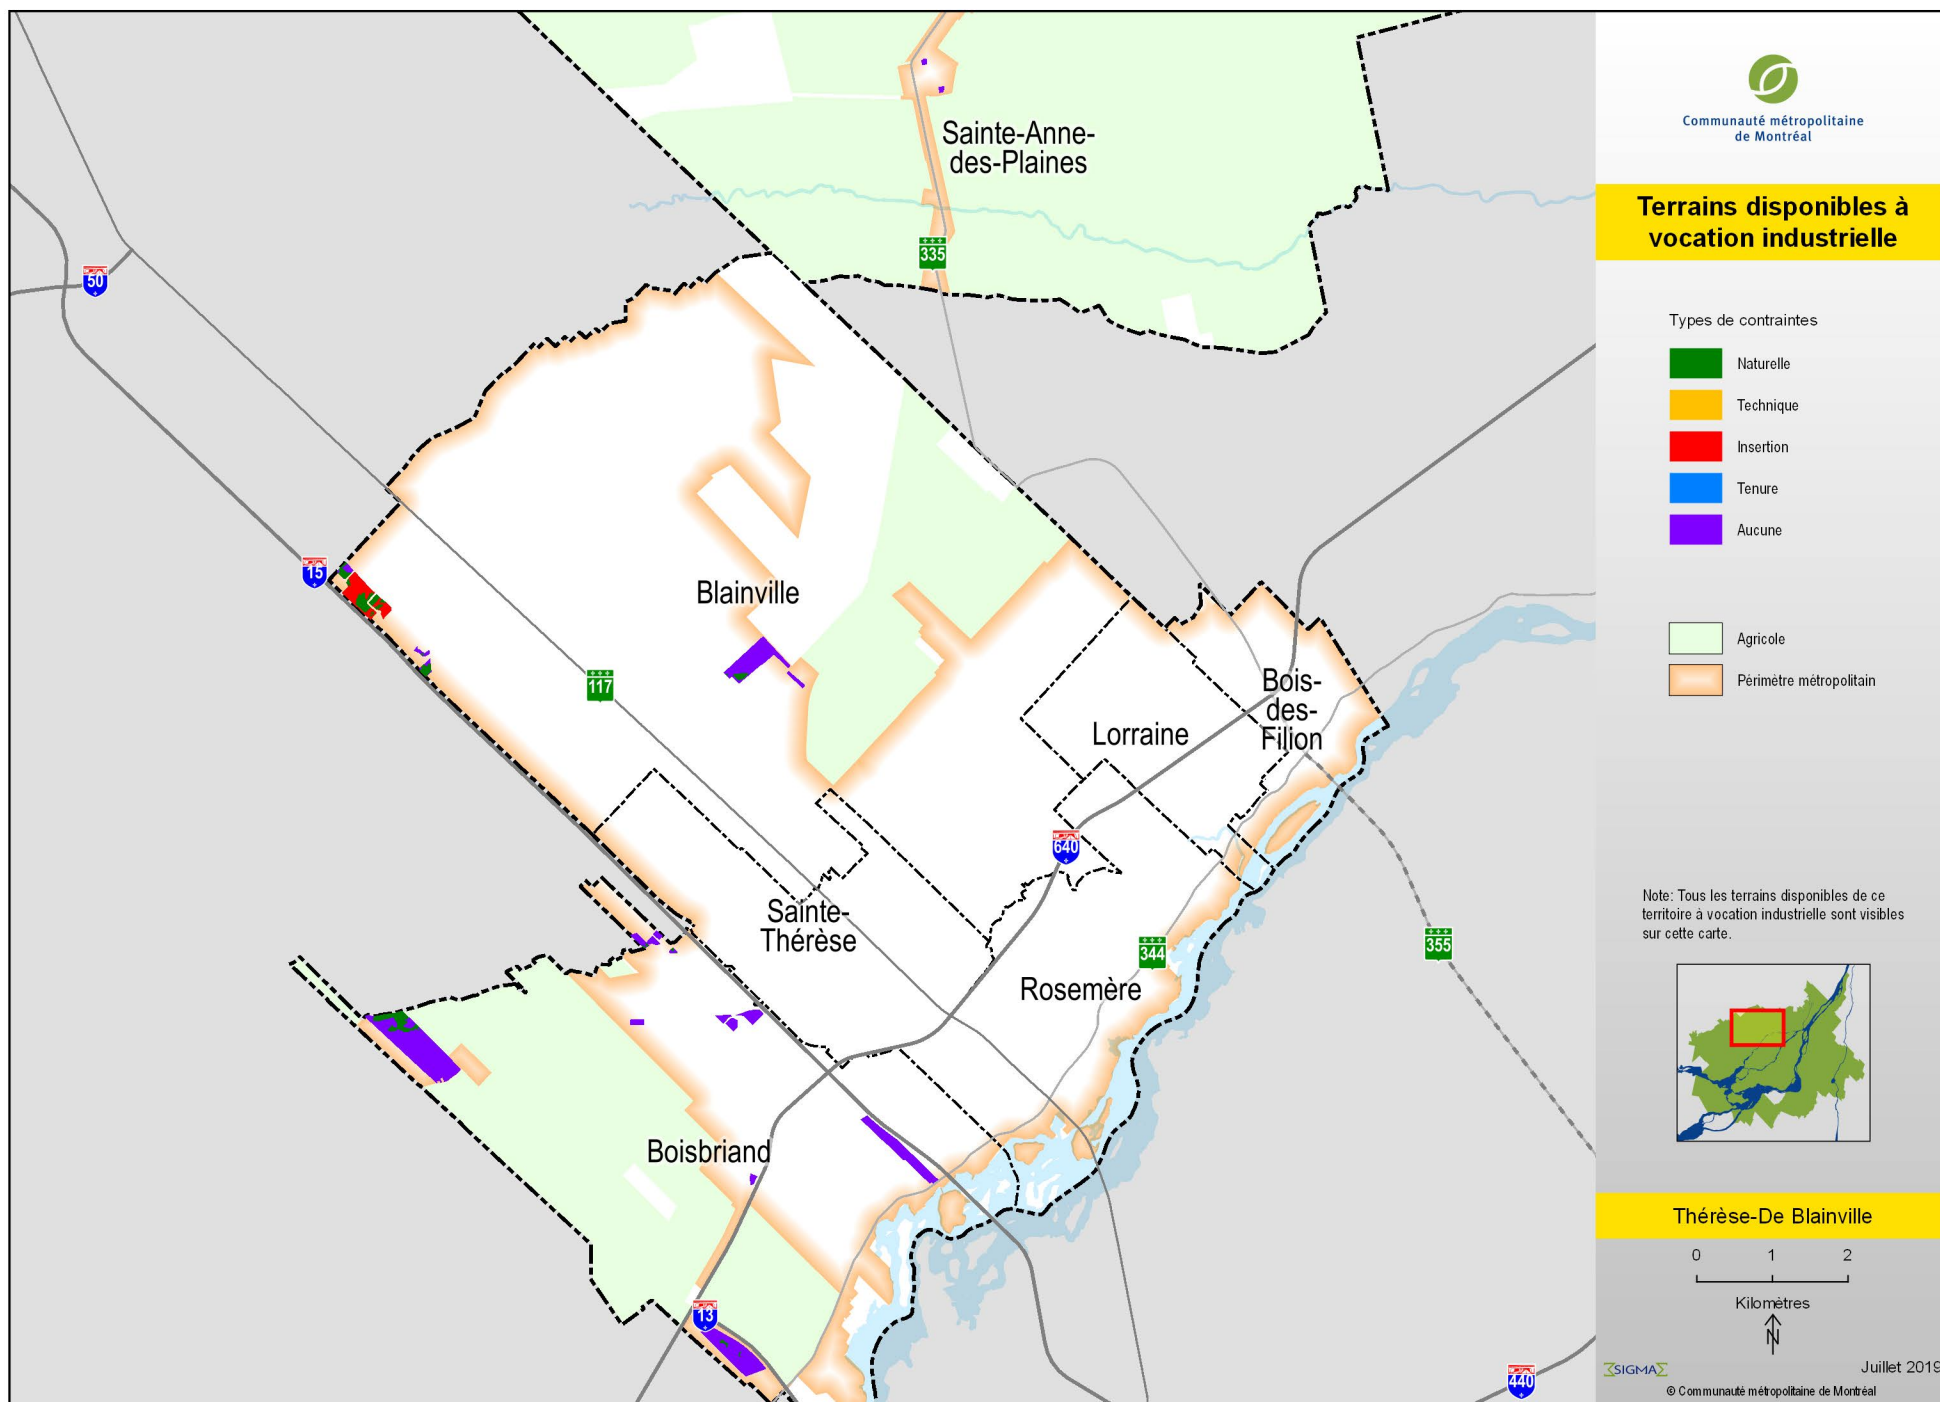 Sainte-Anne-
des-Plaines
335
50
15
117
Blainville
Bois-
des-
Filion
Lorraine
640
Sainte-
Thérèse
344
355
Rosemère
Boisbriand
13
440
Communauté métropolitaine
de Montréal
Terrains disponibles à
vocation industrielle
Types de contraintes
Naturelle
Technique
Insertion
Tenure
Aucune
Agricole
Périmètre métropolitain
Note: Tous les terrains disponibles de ce
territoire à vocation industrielle sont visibles
sur cette carte.
Thérèse-De Blainville
0 1 2
Kilomètres
N
SIGMA
Juillet 2019
© Communauté métropolitaine de Montréal